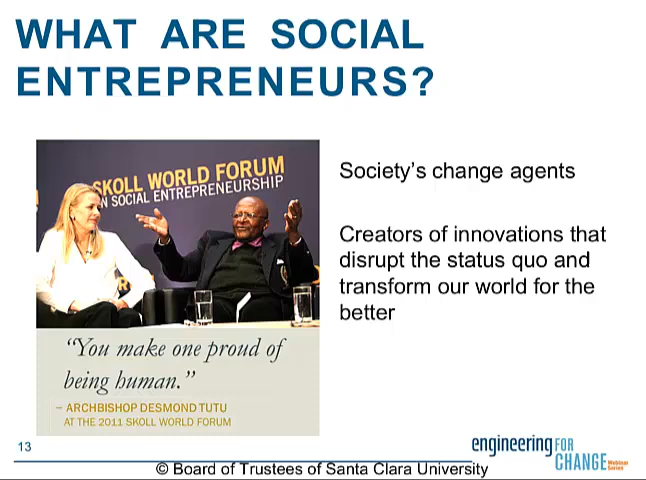 WHAT ARE SOCIAL
ENTREPRENEURS?
SKOLL WORLD FORUM
ON SOCIAL ENTREPRENEURSHIP
Society’s change agents
Creators of innovations that
disrupt the status quo and
transform our world for the
better
“You make one proud of
being human.”
– ARCHBISHOP DESMOND TUTU
AT THE 2011 SKOLL WORLD FORUM
13
engineering FOR
CHANGE Webinar
Series
© Board of Trustees of Santa Clara University